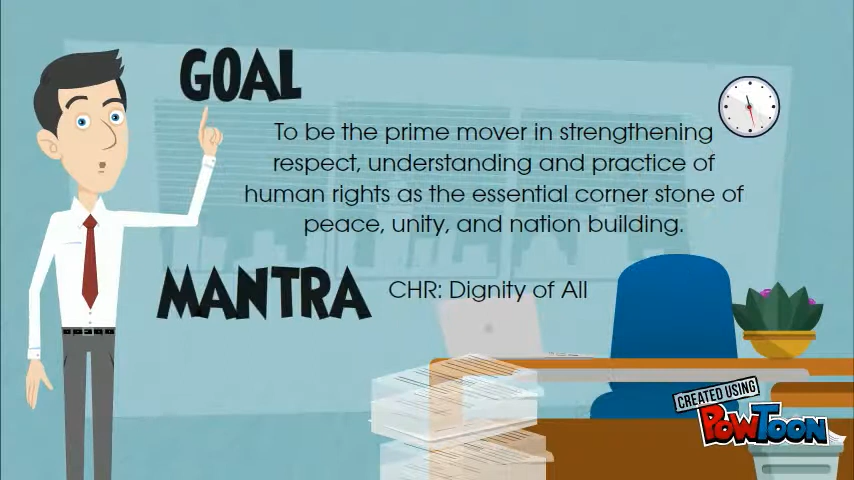 GOAL
To be the prime mover in strengthening
respect, understanding and practice of
human rights as the essential corner stone of
peace, unity, and nation building.
MANTRA CHR: Dignity of All
CREATED USING
POWTOON